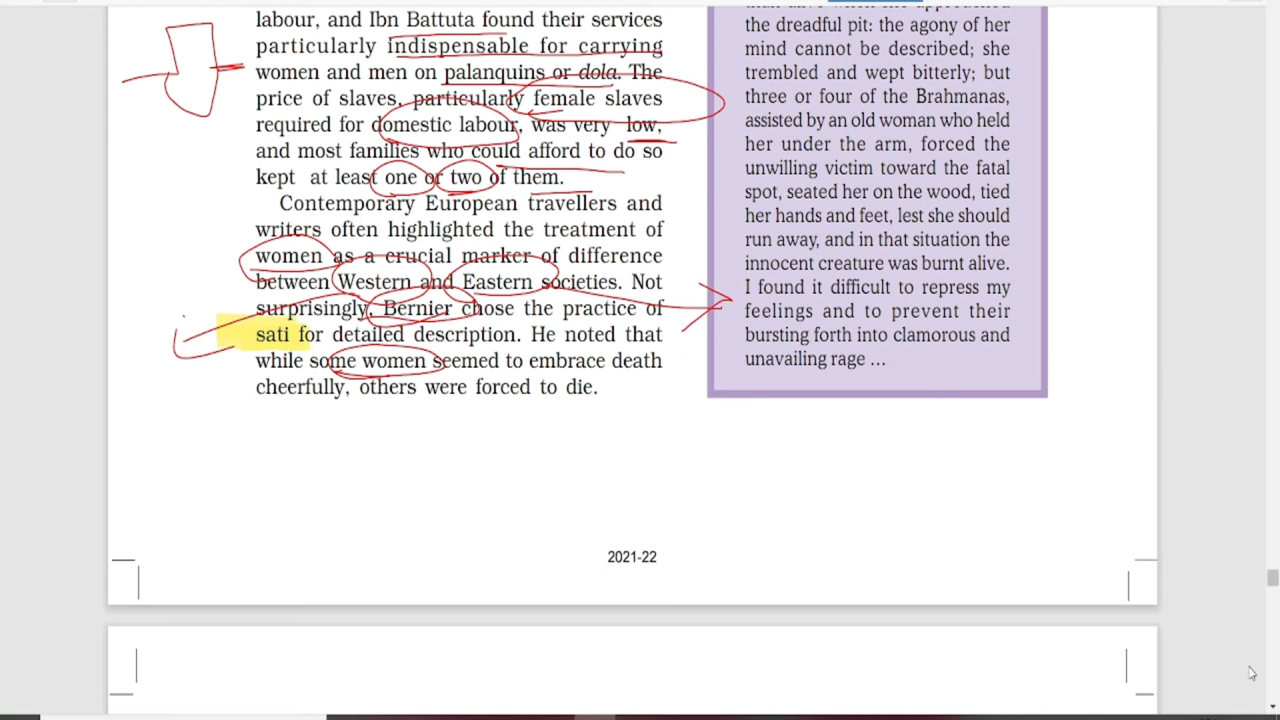 labour, and Ibn Battuta found their services
particularly indispensable for carrying
women and men on palanquins or dola. The
price of slaves, particularly female slaves
required for domestic labour, was very low,
and most families who could afford to do so
kept at least one or two of them.
Contemporary European travellers and
writers often highlighted the treatment of
women as a crucial marker of difference
between Western and Eastern societies. Not
surprisingly, Bernier chose the practice of
sati for detailed description. He noted that
while some women seemed to embrace death
cheerfully, others were forced to die.
the dreadful pit: the agony of her
mind cannot be described; she
trembled and wept bitterly; but
three or four of the Brahmanas,
assisted by an old woman who held
her under the arm, forced the
unwilling victim toward the fatal
spot, seated her on the wood, tied
her hands and feet, lest she should
run away, and in that situation the
innocent creature was burnt alive.
I found it difficult to repress my
feelings and to prevent their
bursting forth into clamorous and
unavailing rage ...
2021-22